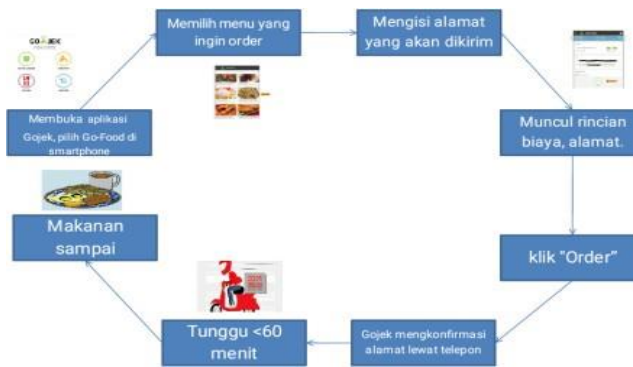 GOJEK
Membuka aplikasi
Gojek, pilih Go-Food di
smartphone
Memilih menu yang
ingin order
Mengisi alamat
yang akan dikirim
Muncul rincian
biaya, alamat.
klik "Order"
Gojek mengkonfirmasi
alamat lewat telepon
Tunggu <60
menit
Makanan
sampai